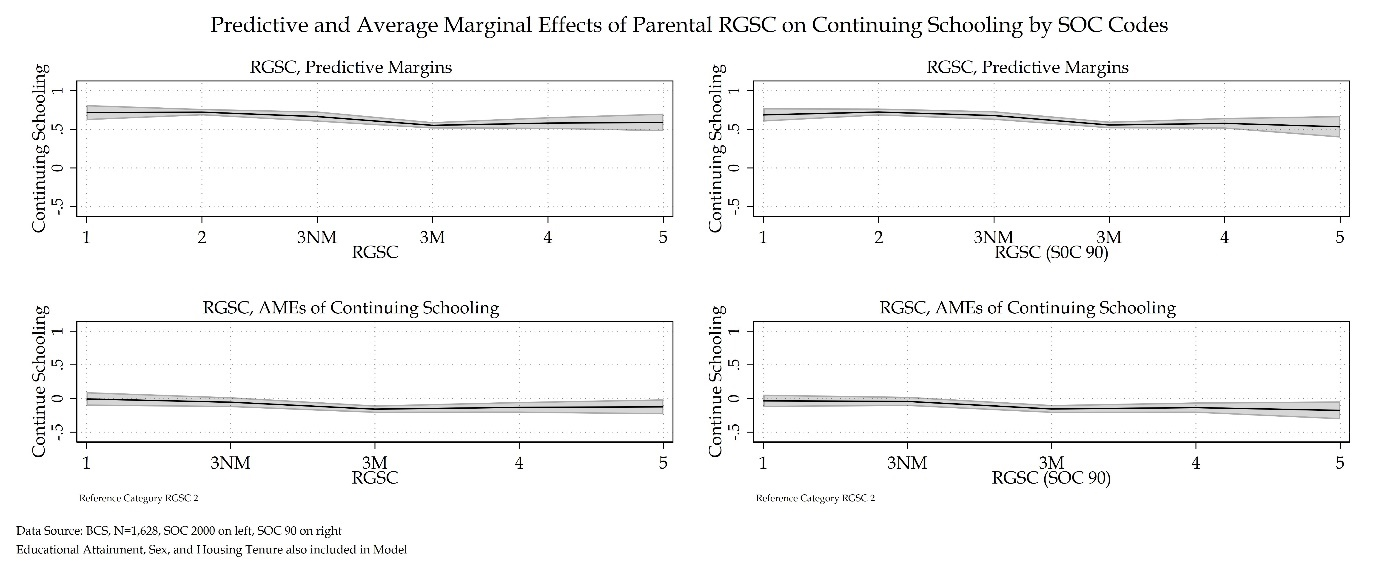 Predictive and Average Marginal Effects of Parental RGSC on Continuing Schooling by SOC Codes
RGSC, Predictive Margins
Continuing Schooling
1
.5
0
-.5
1 2 3NM 3M 4 5
RGSC
RGSC, Predictive Margins
Continuing Schooling
1
.5
0
-.5
1 2 3NM 3M 4 5
RGSC (S0C 90)
RGSC, AMEs of Continuing Schooling
Continue Schooling
1
.5
0
-.5
1 3NM 3M 4 5
RGSC
Reference Category RGSC 2
RGSC, AMEs of Continuing Schooling
Continue Schooling
1
.5
0
-.5
1 3NM 3M 4 5
RGSC (SOC 90)
Reference Category RGSC 2
Data Source: BCS, N=1,628, SOC 2000 on left, SOC 90 on right
Educational Attainment, Sex, and Housing Tenure also included in Model